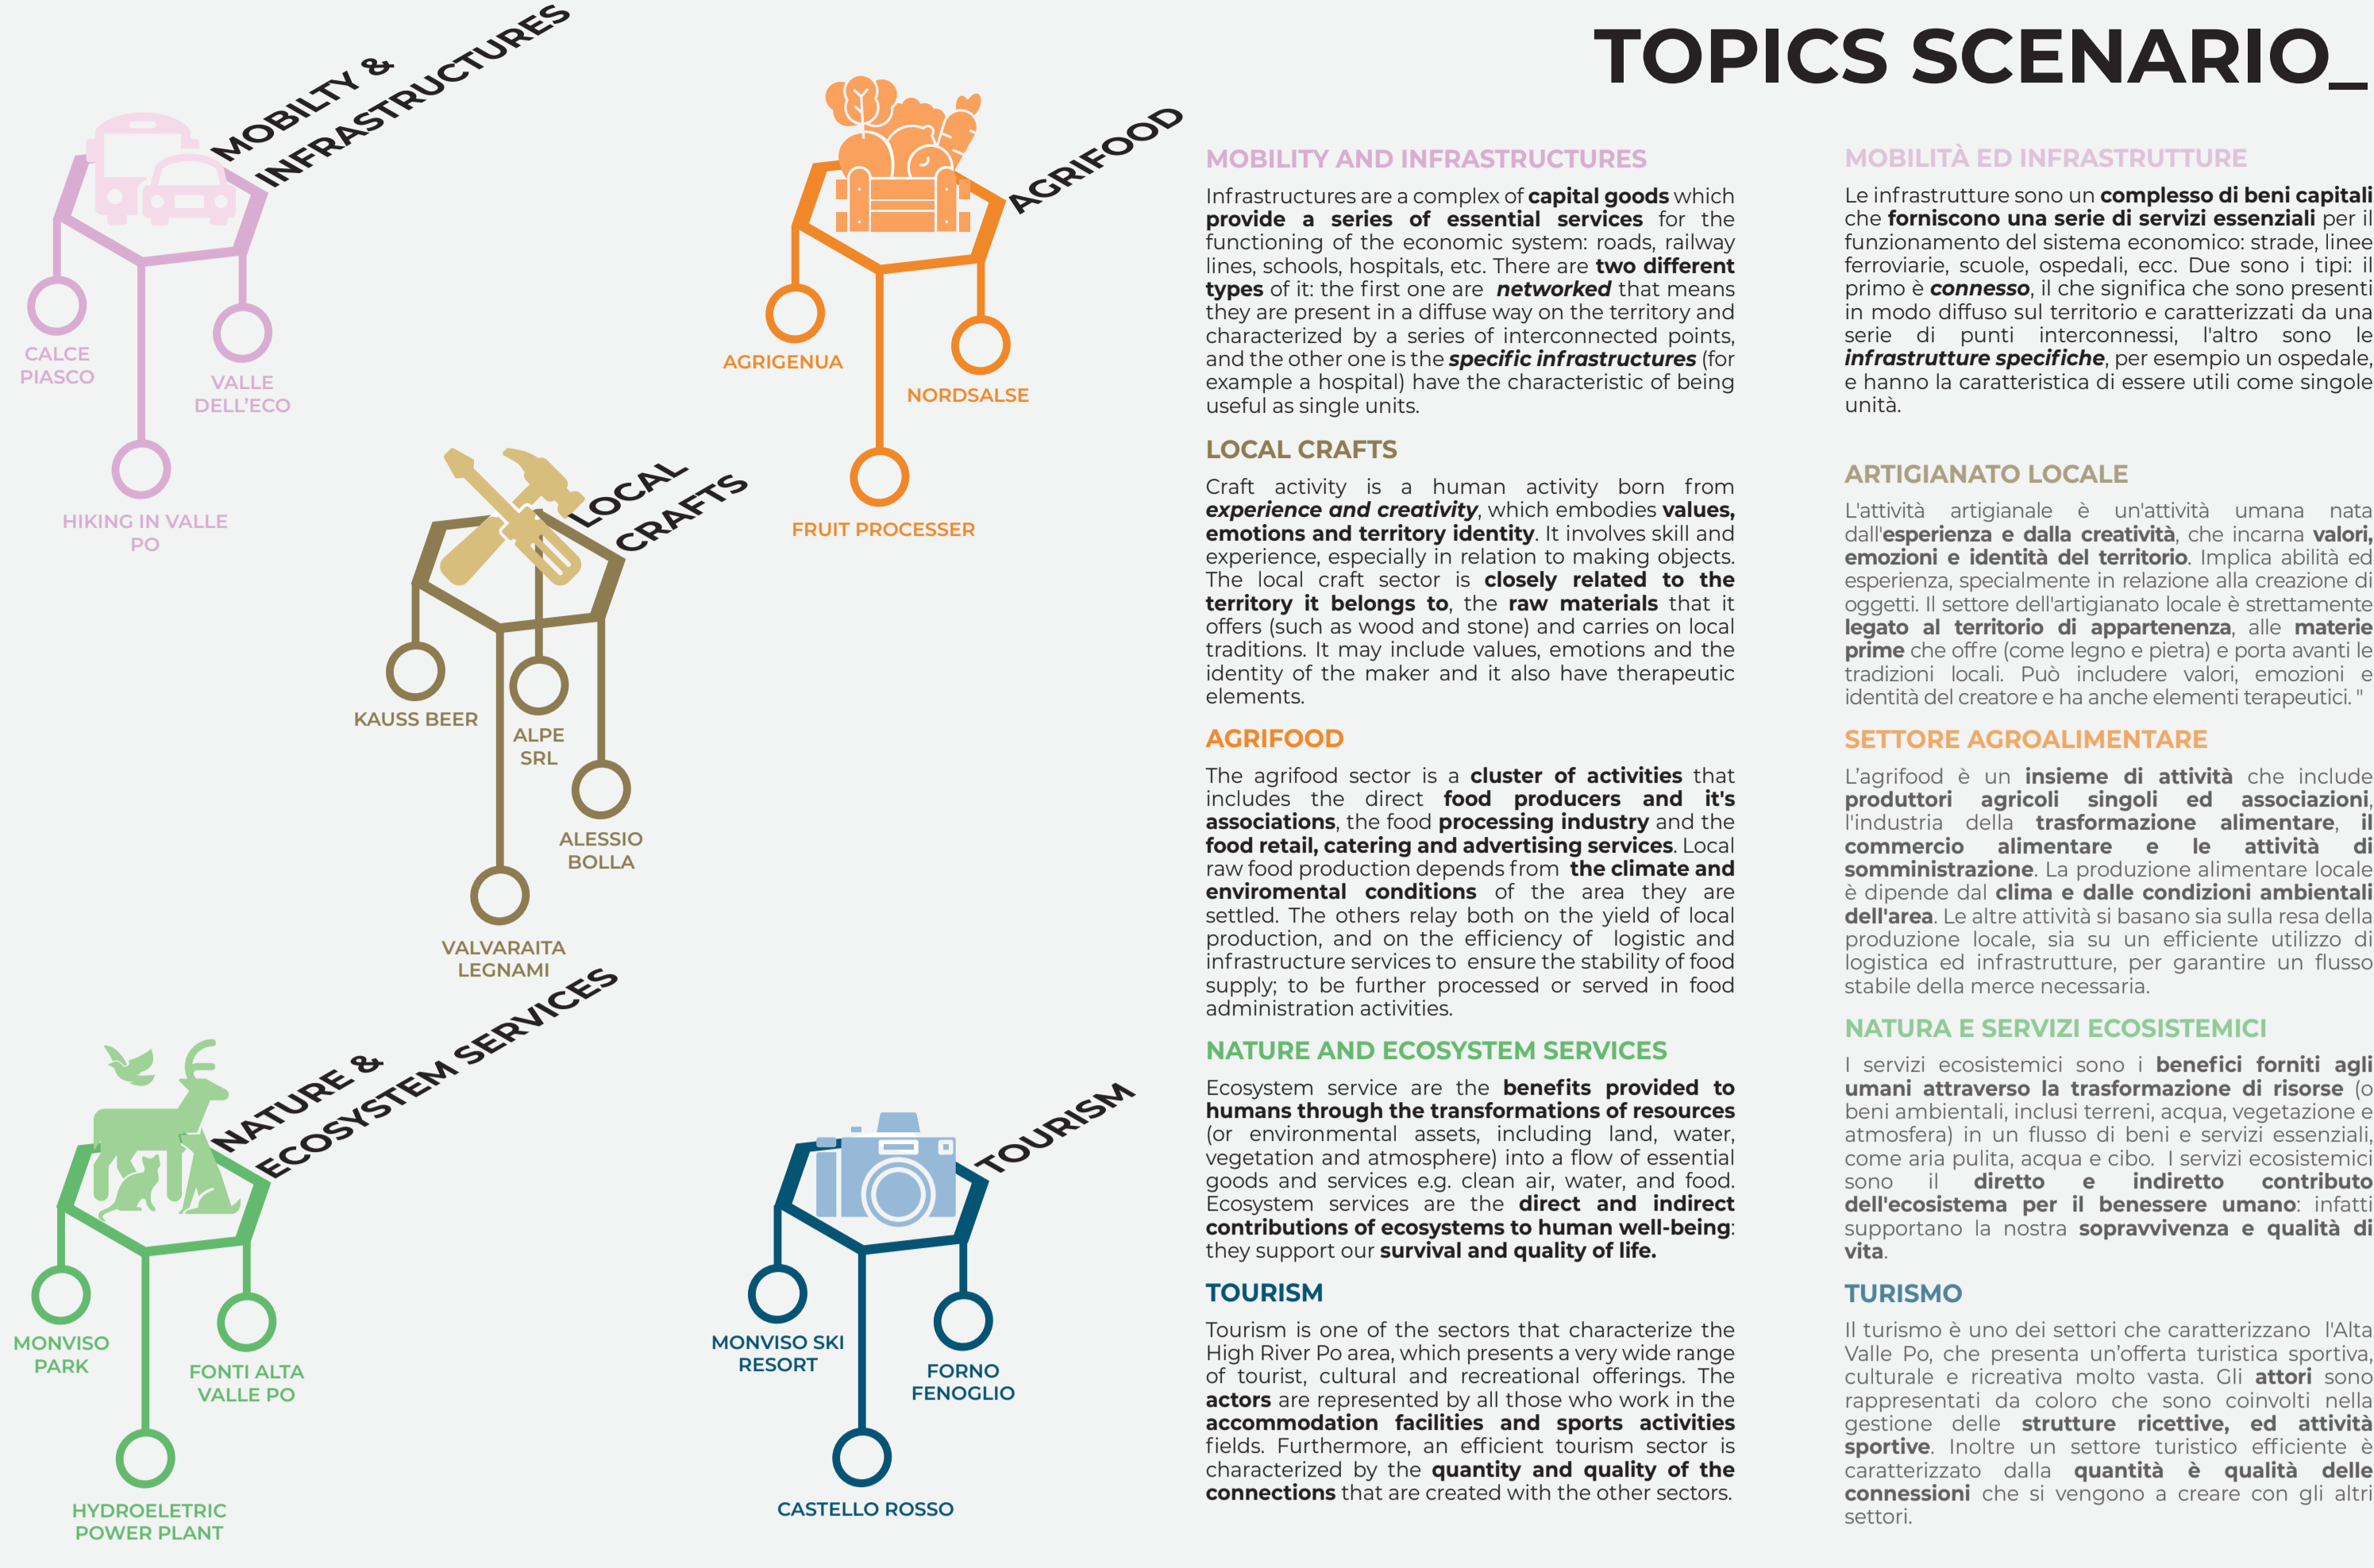 TOPICS SCENARIO_
MOBILTY &
INFRASTRUCTURES
CALCE
PIASCO
VALLE
DELL'ECO
HIKING IN VALLE
PO
AGRIFOOD
AGRIGENUA
NORDSALSE
FRUIT PROCESSER
LOCAL
CRAFTS
KAUSS BEER
ALPE
SRL
ALESSIO
BOLLA
VALVARAITA
LEGNAMI
NATURE &
ECOSYSTEM SERVICES
MONVISO
PARK
FONTI ALTA
VALLE PO
HYDROELETRIC
POWER PLANT
TOURISM
MONVISO SKI
RESORT
FORNO
FENOGLIO
CASTELLO ROSSO
MOBILITY AND INFRASTRUCTURES
Infrastructures are a complex of capital goods which
provide a series of essential services for the
functioning of the economic system: roads, railway
lines, schools, hospitals, etc. There are two different
types of it: the first one are networked that means
they are present in a diffuse way on the territory and
characterized by a series of interconnected points,
and the other one is the specific infrastructures (for
example a hospital) have the characteristic of being
useful as single units.
LOCAL CRAFTS
Craft activity is a human activity born from
experience and creativity, which embodies values,
emotions and territory identity. It involves skill and
experience, especially in relation to making objects.
The local craft sector is closely related to the
territory it belongs to, the raw materials that it
offers (such as wood and stone) and carries on local
traditions. It may include values, emotions and the
identity of the maker and it also have therapeutic
elements.
AGRIFOOD
The agrifood sector is a cluster of activities that
includes the direct food producers and it's
associations, the food processing industry and the
food retail, catering and advertising services. Local
raw food production depends from the climate and
enviromental conditions of the area they are
settled. The others relay both on the yield of local
production, and on the efficiency of logistic and
infrastructure services to ensure the stability of food
supply; to be further processed or served in food
administration activities.
NATURE AND ECOSYSTEM SERVICES
Ecosystem service are the benefits provided to
humans through the transformations of resources
(or environmental assets, including land, water,
vegetation and atmosphere) into a flow of essential
goods and services e.g. clean air, water, and food.
Ecosystem services are the direct and indirect
contributions of ecosystems to human well-being:
they support our survival and quality of life.
TOURISM
Tourism is one of the sectors that characterize the
High River Po area, which presents a very wide range
of tourist, cultural and recreational offerings. The
actors are represented by all those who work in the
accommodation facilities and sports activities
fields. Furthermore, an efficient tourism sector is
characterized by the quantity and quality of the
connections that are created with the other sectors.
MOBILITÀ ED INFRASTRUTTURE
Le infrastrutture sono un complesso di beni capitali
che forniscono una serie di servizi essenziali per il
funzionamento del sistema economico: strade, linee
ferroviarie, scuole, ospedali, ecc. Due sono i tipi: il
primo è connesso, il che significa che sono presenti
in modo diffuso sul territorio e caratterizzati da una
serie di punti interconnessi, l'altro sono le
infrastrutture specifiche, per esempio un ospedale,
e hanno la caratteristica di essere utili come singole
unità.
ARTIGIANATO LOCALE
L'attività artigianale è un'attività umana nata
dall'esperienza e dalla creatività, che incarna valori,
emozioni e identità del territorio. Implica abilità ed
esperienza, specialmente in relazione alla creazione di
oggetti. Il settore dell'artigianato locale è strettamente
legato al territorio di appartenenza, alle materie
prime che offre (come legno e pietra) e porta avanti le
tradizioni locali. Può includere valori, emozioni e
identità del creatore e ha anche elementi terapeutici. "
SETTORE AGROALIMENTARE
L'agrifood è un insieme di attività che include
produttori agricoli singoli ed associazioni,
l'industria della trasformazione alimentare, il
commercio alimentare e le attività di
somministrazione. La produzione alimentare locale
è dipende dal clima e dalle condizioni ambientali
dell'area. Le altre attività si basano sia sulla resa della
produzione locale, sia su un efficiente utilizzo di
logistica ed infrastrutture, per garantire un flusso
stabile della merce necessaria.
NATURA E SERVIZI ECOSISTEMICI
I servizi ecosistemici sono i benefici forniti agli
umani attraverso la trasformazione di risorse (o
beni ambientali, inclusi terreni, acqua, vegetazione e
atmosfera) in un flusso di beni e servizi essenziali,
come aria pulita, acqua e cibo. I servizi ecosistemici
sono il diretto e indiretto contributo
dell'ecosistema per il benessere umano: infatti
supportano la nostra sopravvivenza e qualità di
vita.
TURISMO
Il turismo è uno dei settori che caratterizzano l'Alta
Valle Po, che presenta un'offerta turistica sportiva,
culturale e ricreativa molto vasta. Gli attori sono
rappresentati da coloro che sono coinvolti nella
gestione delle strutture ricettive, ed attività
sportive. Inoltre un settore turistico efficiente è
caratterizzato dalla quantità è qualità delle
connessioni che si vengono a creare con gli altri
settori.